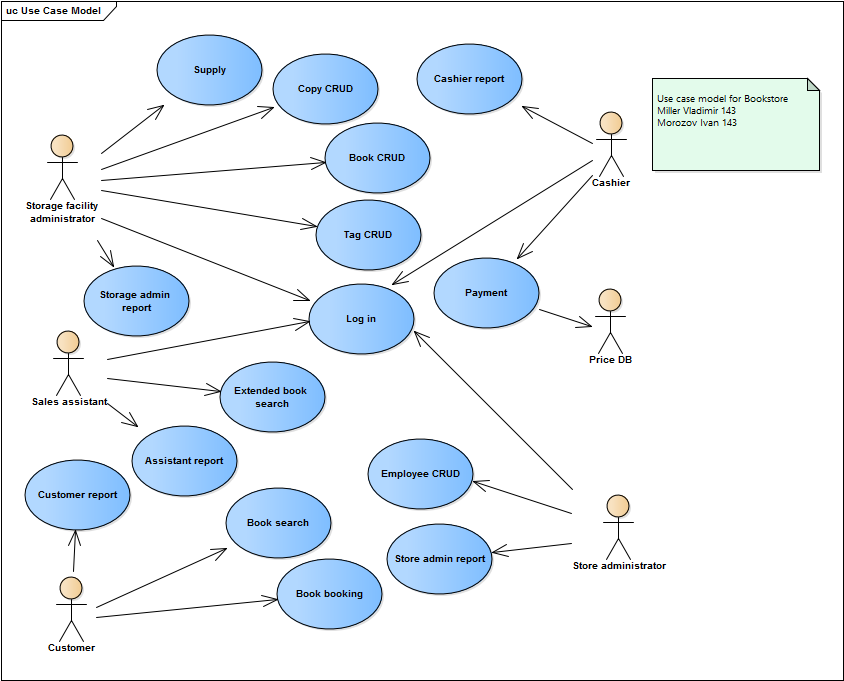 uc Use Case Model
Supply
Copy CRUD
Cashier report
Use case model for Bookstore
Miller Vladimir 143
Morozov Ivan 143
Book CRUD
Cashier
Storage facility
administrator
Tag CRUD
Storage admin
report
Payment
Log in
Price DB
Sales assistant
Extended book
search
Assistant report
Employee CRUD
Customer report
Book search
Store admin report
Store administrator
Book booking
Customer